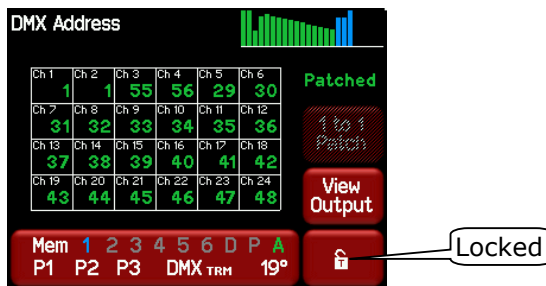 DMX Address
Ch 1 Ch 2 Ch 3 Ch 4 Ch 5 Ch 6
1 1 55 56 29 30
Patched
Ch 7 Ch 8 Ch 9 Ch 10 Ch 11 Ch 12
31 32 33 34 35 36
1 to 1
Patch
Ch 13 Ch 14 Ch 15 Ch 16 Ch 17 Ch 18
37 38 39 40 41 42
Ch 19 Ch 20 Ch 21 Ch 22 Ch 23 Ch 24
43 44 45 46 47 48
View
Output
Mem 1 2 3 4 5 6 D P A
P1 P2 P3 DMX TRM 19°
T
Locked